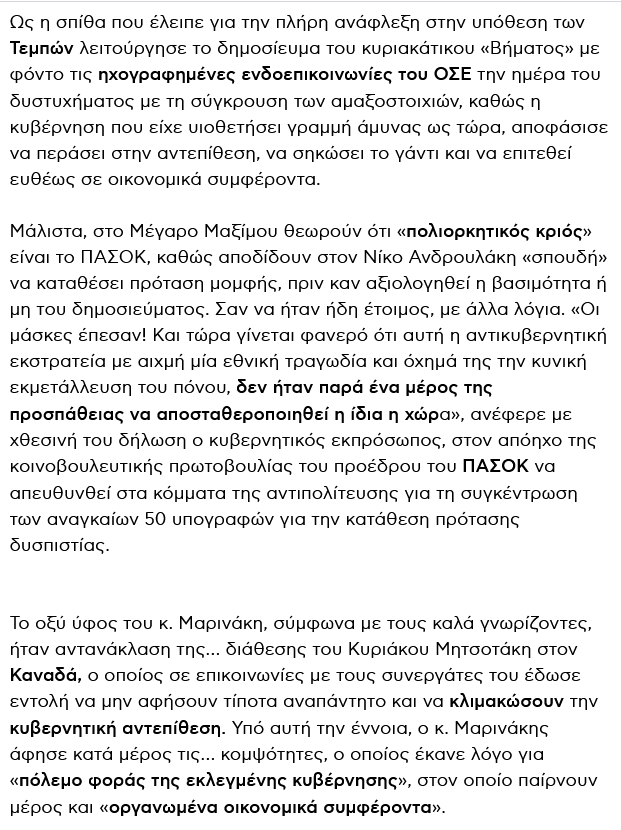 Ως η σπίθα που έλειπε για την πλήρη ανάφλεξη στην υπόθεση των
Τεμπών λειτούργησε το δημοσίευμα του κυριακάτικου «Βήματος» με
φόντο τις ηχογραφημένες ενδοεπικοινωνίες του ΟΣΕ την ημέρα του
δυστυχήματος με τη σύγκρουση των αμαξοστοιχιών, καθώς η
κυβέρνηση που είχε υιοθετήσει γραμμή άμυνας ως τώρα, αποφάσισε
να περάσει στην αντεπίθεση, να σηκώσει το γάντι και να επιτεθεί
ευθέως σε οικονομικά συμφέροντα.
Μάλιστα, στο Μέγαρο Μαξίμου θεωρούν ότι «πολιορκητικός κριός»
είναι το ΠΑΣΟΚ, καθώς αποδίδουν στον Νίκο Ανδρουλάκη «σπουδή»
να καταθέσει πρόταση μομφής, πριν καν αξιολογηθεί η βασιμότητα ή
μη του δημοσιεύματος. Σαν να ήταν ήδη έτοιμος, με άλλα λόγια. «Οι
μάσκες έπεσαν! Και τώρα γίνεται φανερό ότι αυτή η αντικυβερνητική
εκστρατεία με αιχμή μία εθνική τραγωδία και όχημά της την κυνική
εκμετάλλευση του πόνου, δεν ήταν παρά ένα μέρος της
προσπάθειας να αποσταθεροποιηθεί η ίδια η χώρα», ανέφερε με
χθεσινή του δήλωση ο κυβερνητικός εκπρόσωπος, στον απόηχο της
κοινοβουλευτικής πρωτοβουλίας του προέδρου του ΠΑΣΟΚ να
απευθυνθεί στα κόμματα της αντιπολίτευσης για τη συγκέντρωση
των αναγκαίων 50 υπογραφών για την κατάθεση πρότασης
δυσπιστίας.
Το οξύ ύφος του κ. Μαρινάκη, σύμφωνα με τους καλά γνωρίζοντες,
ήταν αντανάκλαση της... διάθεσης του Κυριάκου Μητσοτάκη στον
Καναδά, ο οποίος σε επικοινωνίες με τους συνεργάτες του έδωσε
εντολή να μην αφήσουν τίποτα αναπάντητο και να κλιμακώσουν την
κυβερνητική αντεπίθεση. Υπό αυτή την έννοια, ο κ. Μαρινάκης
άφησε κατά μέρος τις... κομψότητες, ο οποίος έκανε λόγο για
«πόλεμο φοράς της εκλεγμένης κυβέρνησης», στον οποίο παίρνουν
μέρος και «οργανωμένα οικονομικά συμφέροντα».